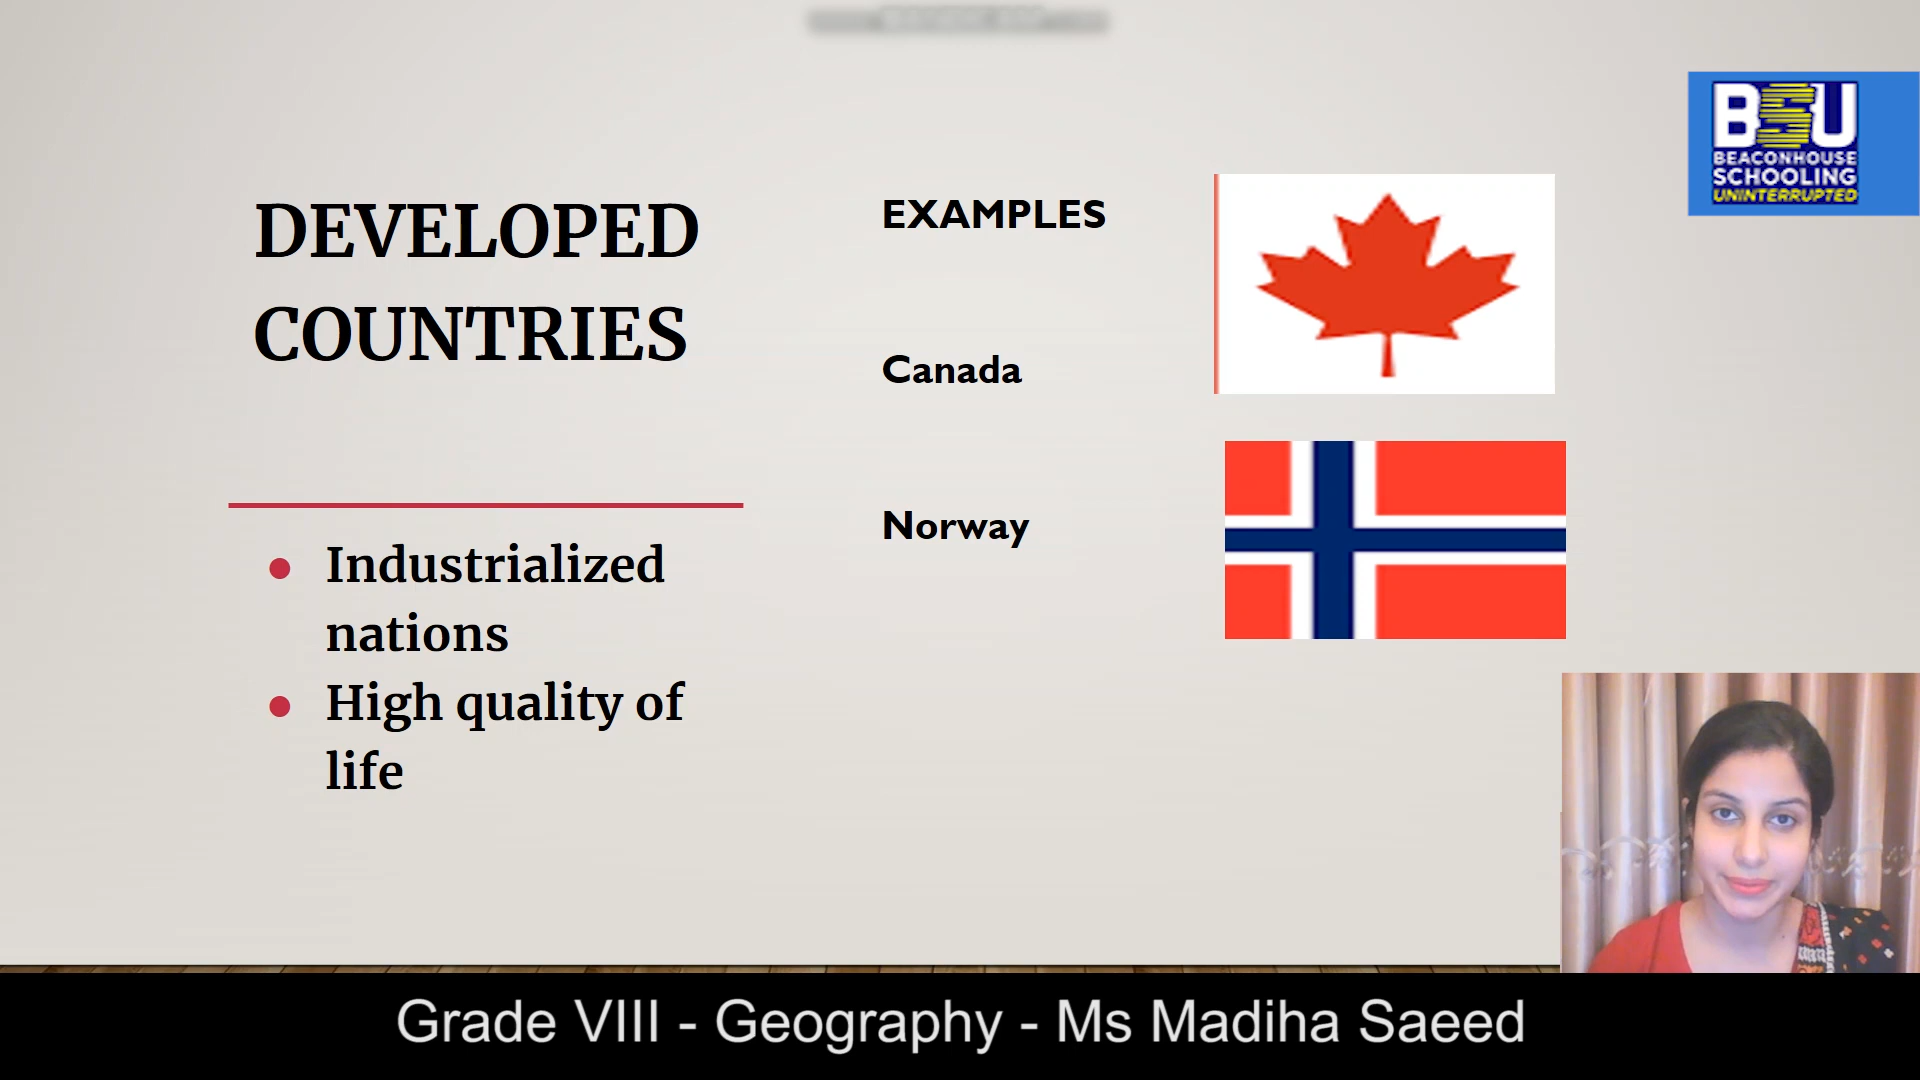 DEVELOPED
COUNTRIES
Industrialized
nations
High quality of
life
EXAMPLES
Canada
Norway
BSU
BEACONHOUSE
SCHOOLING
UNINTERRUPTED
Grade VIII - Geography - Ms Madiha Saeed